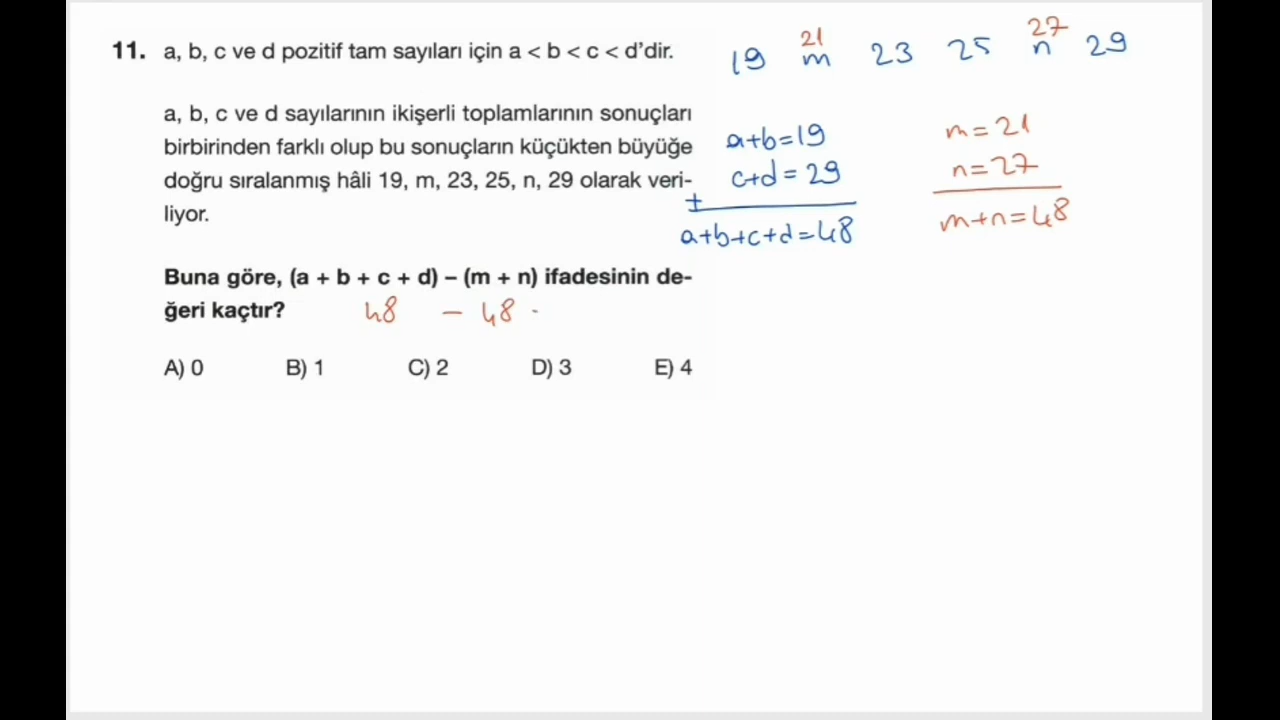 11. a, b, c ve d pozitif tam sayıları için a < b < c < d'dir.
a, b, c ve d sayılarının ikişerli toplamlarının sonuçları
birbirinden farklı olup bu sonuçların küçükten büyüğe
doğru sıralanmış hâli 19, m, 23, 25, n, 29 olarak veri-
liyor.
Buna göre, (a + b + c + d) – (m + n) ifadesinin de-
ğeri kaçtır?
48 - 48 .
A) 0 B) 1 C) 2 D) 3 E) 4
21 27
19 m 23 25 n 29
a+b=19
c+d=29
+
a+b+c+d=48
m=21
n=27
m+n=48